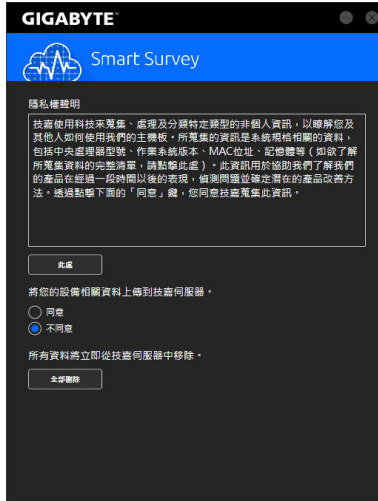 GIGABYTE™
Smart Survey
隱私權聲明
技嘉使用科技來蒐集、處理及分類特定類型的非個人資訊，以瞭解您及
其他人如何使用我們的主機板。所蒐集的資訊是系統規格相關的資料，
包括中央處理器型號、作業系統版本、MAC位址、記憶體等（如欲了解
所蒐集資料的完整清單，請點擊此處）。此資訊用於協助我們了解我們
的產品在經過一段時間以後的表現，偵測問題並確定潛在的產品改善方
法。透過點擊下面的「同意」鍵，您同意技嘉蒐集此資訊。
此處
將您的設備相關資料上傳到技嘉伺服器。
同意
不同意
所有資料將立即從技嘉伺服器中移除。
全部刪除